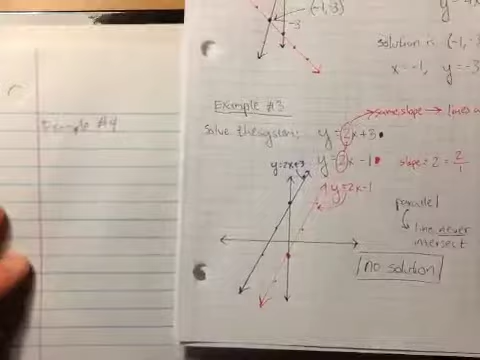 (-1, -3)
-3
y = 
solution is (-1, -3
x = -1, y = -3
Example #4
Example #3
same slope → lines a
Solve the system: y = 2x + 3
y = 2x - 1
slope = 2 = 2/1
y = 2x + 3
y = 2x - 1
parallel
line never
intersect
no solution